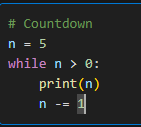 # Countdown
n = 5
while n > 0:
    print(n)
    n -= 1